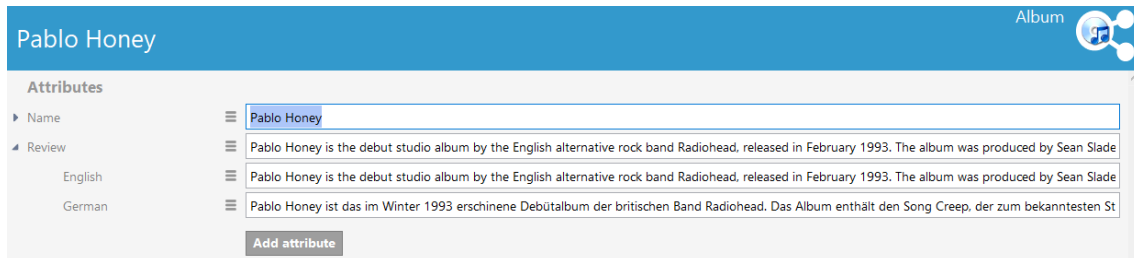 Album
Pablo Honey
Attributes
Name Pablo Honey
Review Pablo Honey is the debut studio album by the English alternative rock band Radiohead, released in February 1993. The album was produced by Sean Slade
English Pablo Honey is the debut studio album by the English alternative rock band Radiohead, released in February 1993. The album was produced by Sean Slade
German Pablo Honey ist das im Winter 1993 erschinene Debütalbum der britischen Band Radiohead. Das Album enthält den Song Creep, der zum bekanntesten St
Add attribute